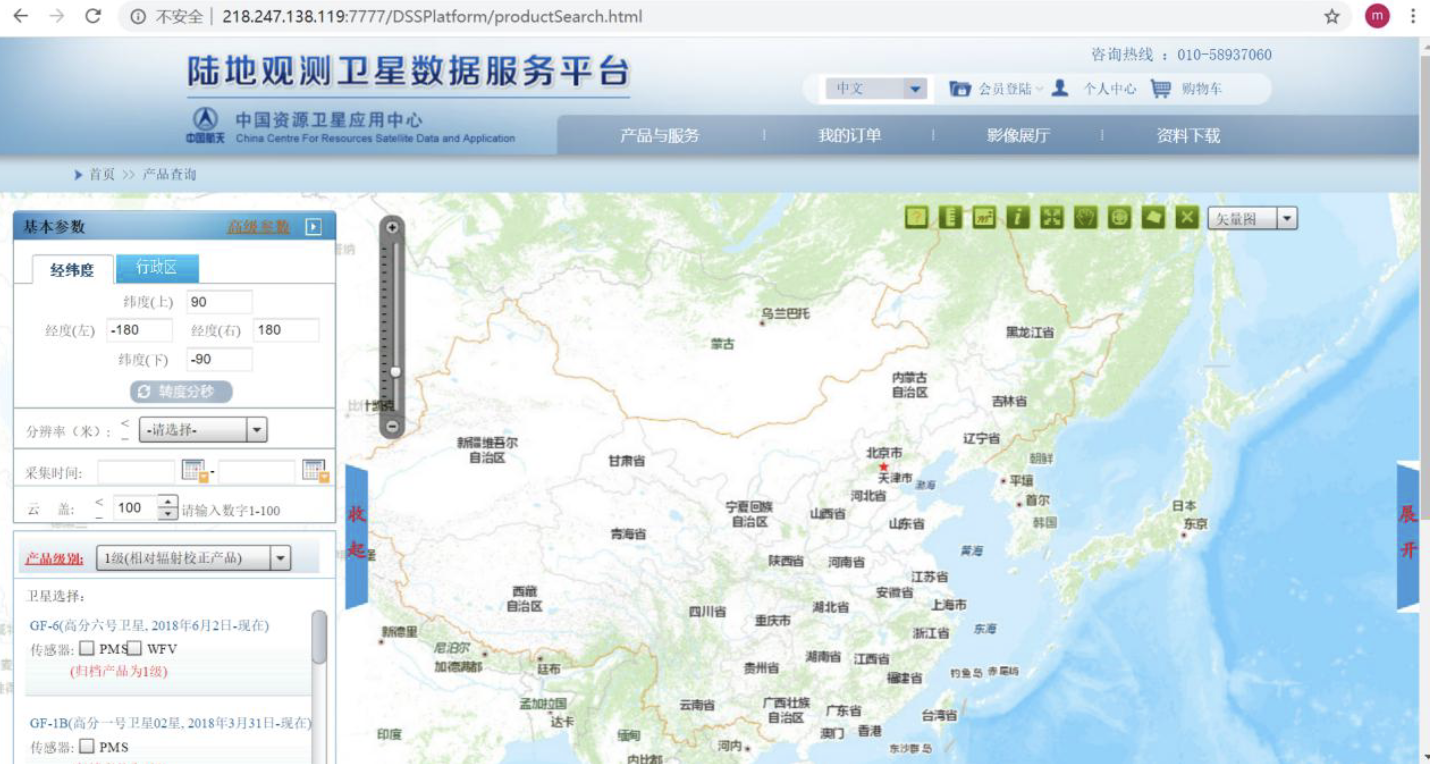 不安全 218.247.138.119:7777/DSSPlatform/productSearch.html m
陆地观测卫星数据服务平台
咨询热线 : 010-58937060
中文 会员登陆 个人中心 购物车
中国航天 中国资源卫星应用中心
China Centre For Resources Satellite Data and Application
产品与服务 我的订单 影像展厅 资料下载
首页 >> 产品查询
基本参数 高级参数
矢量图
经纬度 行政区
纬度(上) 90
经度(左) -180 经度(右) 180
纬度(下) -90
转度分秒
分辨率（米）: < -请选择-
采集时间: -
云 盖: < 100 请输入数字1-100
产品级别: 1级(相对辐射校正产品)
卫星选择:
GF-6(高分六号卫星, 2018年6月2日-现在)
传感器: PMS WFV
(归档产品为1级)
GF-1B(高分一号卫星02星, 2018年3月31日-现在)
传感器: PMS
收起
展开
乌兰巴托
蒙古
黑龙江省
内蒙古
自治区
吉林省
辽宁省
新疆维吾尔
自治区
甘肃省
北京市
天津市
渤海
河北省
朝鲜
平壤
首尔
韩国
日本
东京
宁夏回族
自治区
山西省
山东省
青海省
黄海
陕西省
河南省
江苏省
安徽省
上海市
西藏
自治区
四川省
重庆市
湖北省
浙江省
东海
新德里
尼泊尔
加德满都
廷布
贵州省
湖南省
江西省
福建省
钓鱼岛
赤尾屿
孟加拉国
达卡
云南省
广西壮族
自治区
广东省
台湾省
印度
缅甸
河内
澳门
香港
东沙群岛
内比都